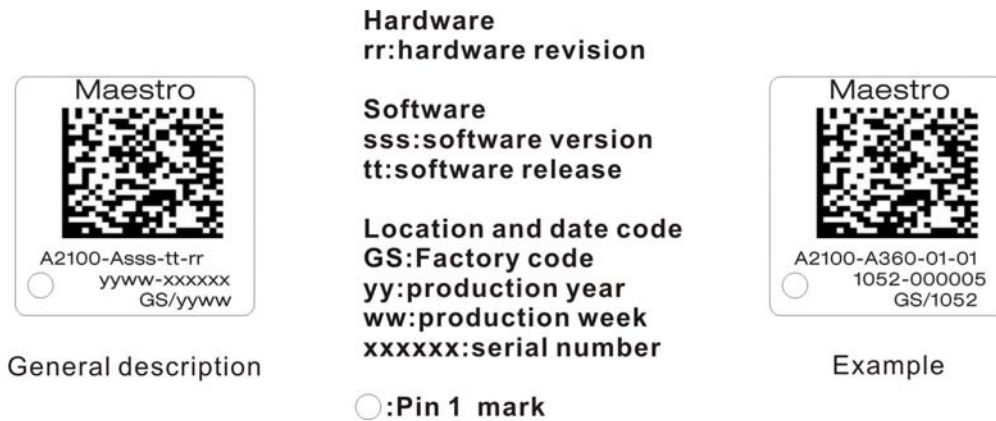 Maestro
A2100-Asss-tt-rr
yyww-xxxxxx
GS/yyww
General description
Hardware
rr:hardware revision
Software
sss:software version
tt:software release
Location and date code
GS:Factory code
yy:production year
ww:production week
xxxxxx:serial number
:Pin 1 mark
Maestro
A2100-A360-01-01
1052-000005
GS/1052
Example